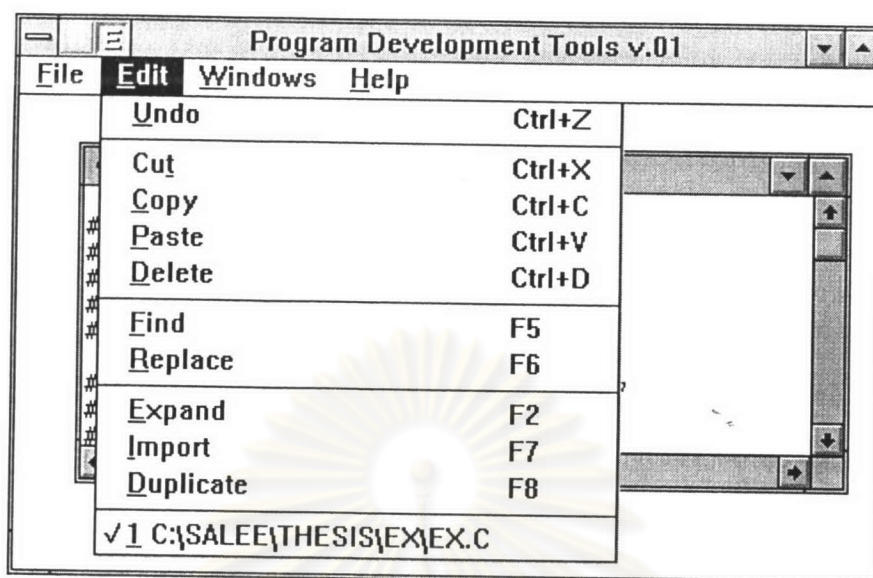 Program Development Tools v.01
File Edit Windows Help
Undo Ctrl+Z
Cut Ctrl+X
Copy Ctrl+C
Paste Ctrl+V
Delete Ctrl+D
Find F5
Replace F6
Expand F2
Import F7
Duplicate F8
√ 1 C:\SALEE\THESIS\EX\EX.C
#
#
#
#
#
#
#
#